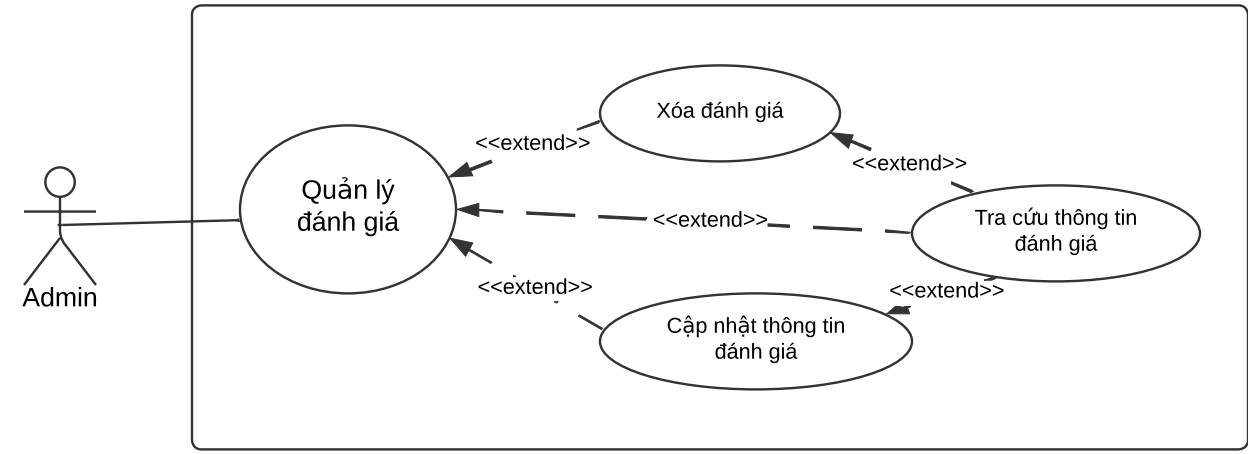 Xóa đánh giá
<<extend>>
<<extend>>
Quản lý
đánh giá
<<extend>>
Tra cứu thông tin
đánh giá
Admin
<<extend>>
<<extend>>
Cập nhật thông tin
đánh giá